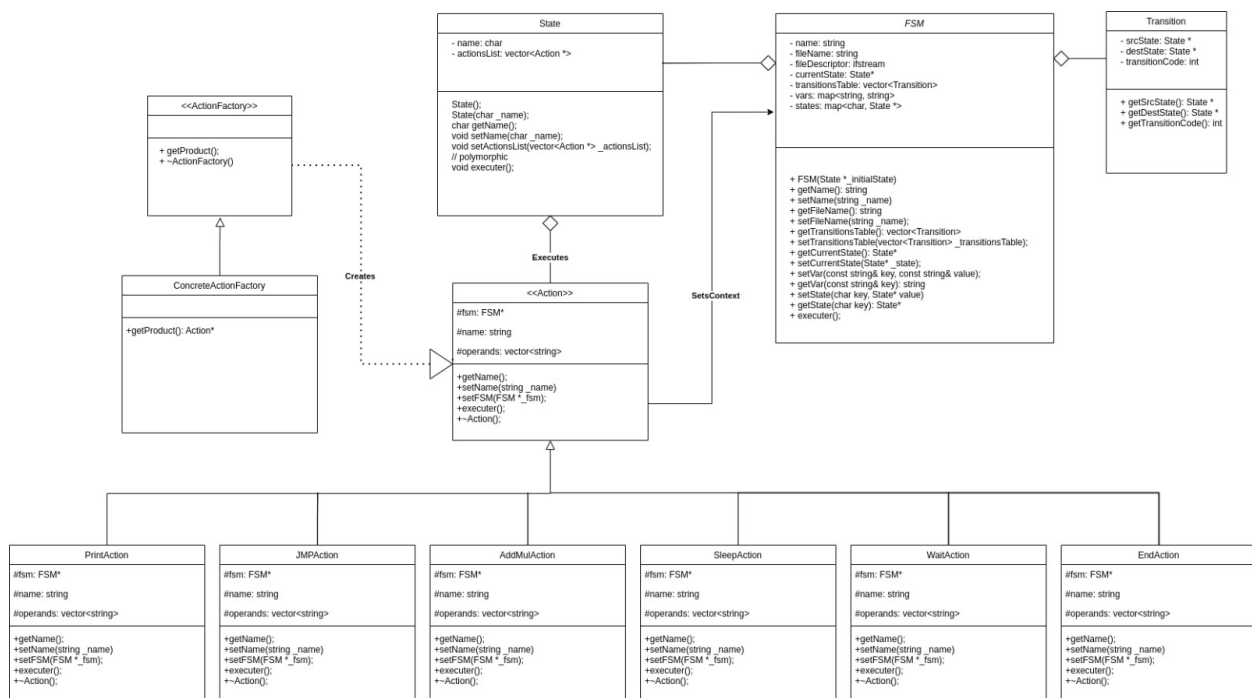 State
- name: char
- actionsList: vector<Action *>
State();
State(char _name);
char getName();
void setName(char _name);
void setActionsList(vector<Action *> _actionsList);
// polymorphic
void executer();
FSM
- name: string
- fileName: string
- fileDescriptor: ifstream
- currentState: State*
- transitionsTable: vector<Transition>
- vars: map<string, string>
- states: map<char, State *>
+ FSM(State *_initialState)
+ getName(): string
+ setName(string _name)
+ getFileName(): string
+ setFileName(string _name);
+ getTransitionsTable(): vector<Transition>
+ setTransitionsTable(vector<Transition> _transitionsTable);
+ getCurrentState(): State*
+ setCurrentState(State* _state);
+ setVar(const string& key, const string& value);
+ getVar(const string& key): string
+ setState(char key, State* value)
+ getState(char key): State*
+ executer();
Transition
- srcState: State *
- destState: State *
- transitionCode: int
+ getSrcState(): State *
+ getDestState(): State *
+ getTransitionCode(): int
<<ActionFactory>>
+ getProduct();
+ ~ActionFactory()
ConcreteActionFactory
+getProduct(): Action*
Creates
Executes
SetsContext
<<Action>>
#fsm: FSM*
#name: string
#operands: vector<string>
+getName();
+setName(string _name)
+setFSM(FSM *_fsm);
+executer();
+~Action();
PrintAction
#fsm: FSM*
#name: string
#operands: vector<string>
+getName();
+setName(string _name)
+setFSM(FSM *_fsm);
+executer();
+~Action();
JMPAction
#fsm: FSM*
#name: string
#operands: vector<string>
+getName();
+setName(string _name)
+setFSM(FSM *_fsm);
+executer();
+~Action();
AddMulAction
#fsm: FSM*
#name: string
#operands: vector<string>
+getName();
+setName(string _name)
+setFSM(FSM *_fsm);
+executer();
+~Action();
SleepAction
#fsm: FSM*
#name: string
#operands: vector<string>
+getName();
+setName(string _name)
+setFSM(FSM *_fsm);
+executer();
+~Action();
WaitAction
#fsm: FSM*
#name: string
#operands: vector<string>
+getName();
+setName(string _name)
+setFSM(FSM *_fsm);
+executer();
+~Action();
EndAction
#fsm: FSM*
#name: string
#operands: vector<string>
+getName();
+setName(string _name)
+setFSM(FSM *_fsm);
+executer();
+~Action();